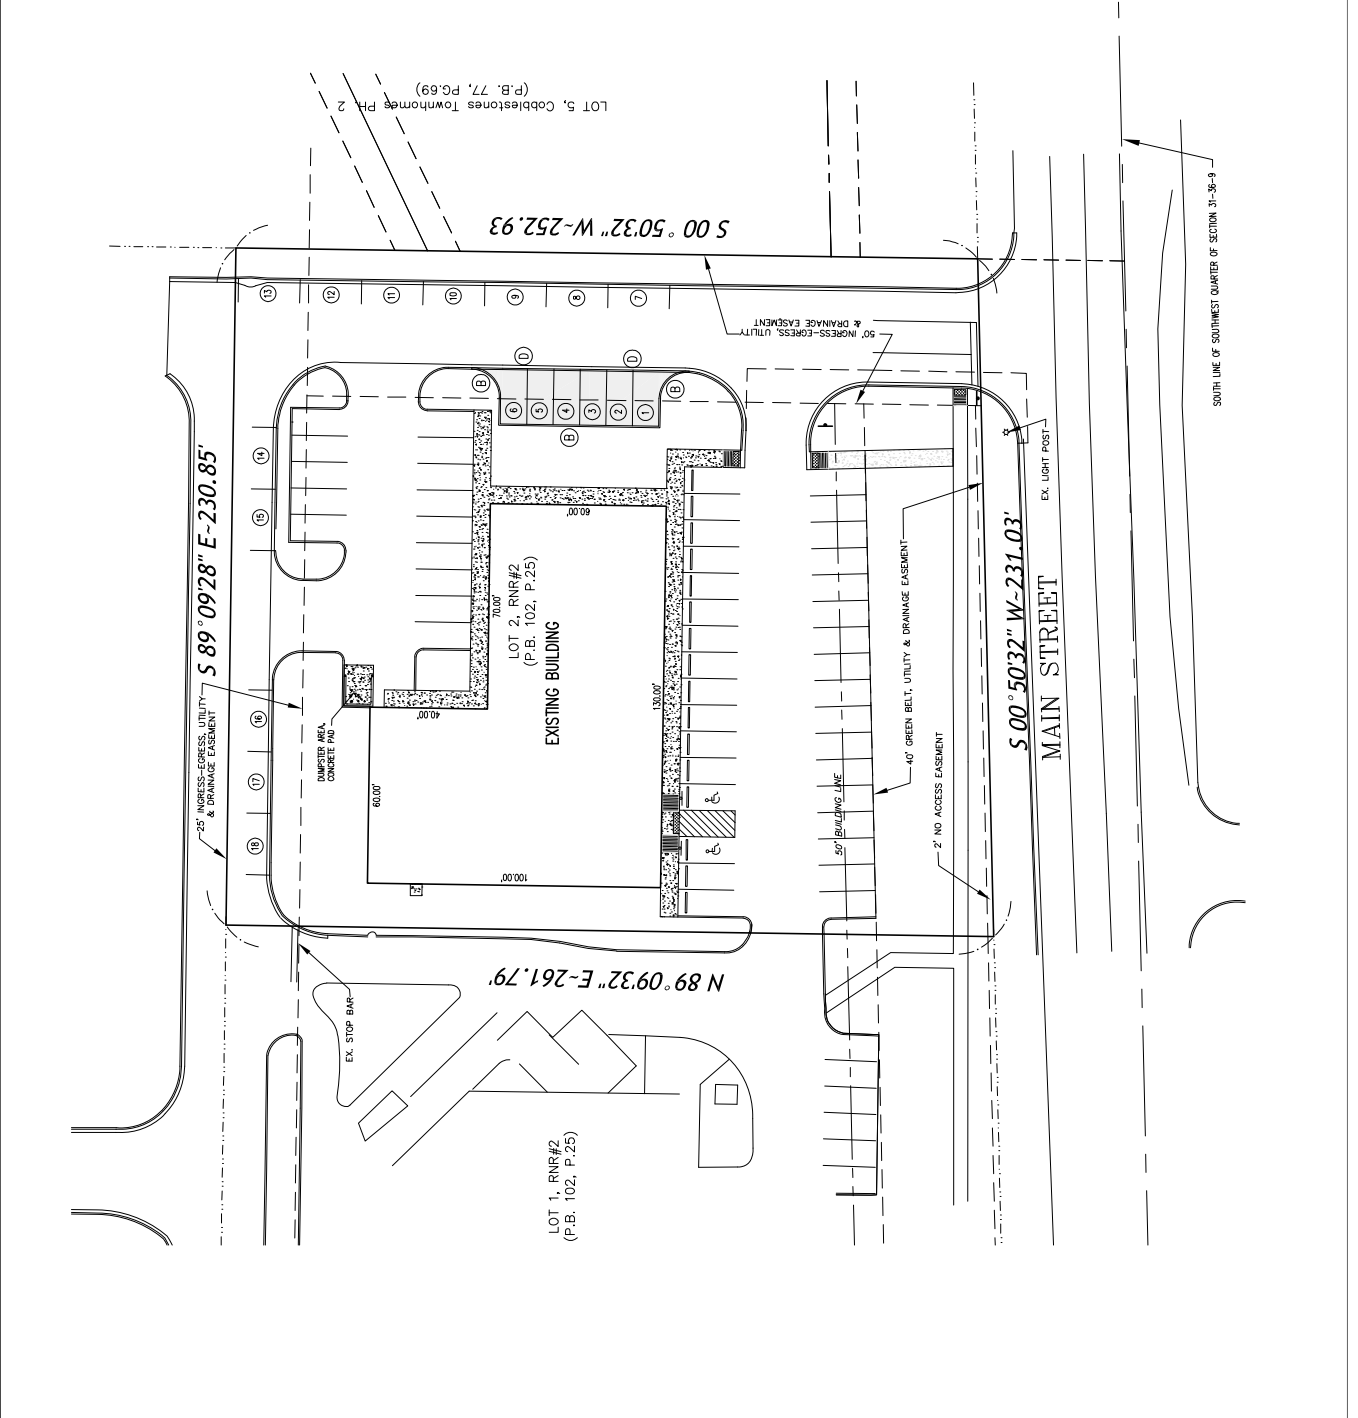 LOT 5, Cobblestones Townhomes PH. 2
(P.B. 77, PG.69)
S 00°50'32" W~252.93
SOUTH LINE OF SOUTHWEST QUARTER OF SECTION 31-36-9
13
12
11
10
9
8
7
50' INGRESS-EGRESS, UTILITY
& DRAINAGE EASEMENT
D
D
B
B
B
6
5
4
3
2
1
14
15
16
17
18
S 89°09'28" E~230.85'
25' INGRESS-EGRESS, UTILITY
& DRAINAGE EASEMENT
DUMPSTER AREA,
CONCRETE PAD
60.00'
70.00'
40.00'
60.00'
130.00'
100.00'
LOT 2, RNR#2
(P.B. 102, P.25)
EXISTING BUILDING
50' BUILDING LINE
40' GREEN BELT, UTILITY & DRAINAGE EASEMENT
2' NO ACCESS EASEMENT
EX. LIGHT POST
S 00°50'32" W~231.03'
MAIN STREET
N 89°09'32" E~261.79'
EX. STOP BAR
LOT 1, RNR#2
(P.B. 102, P.25)